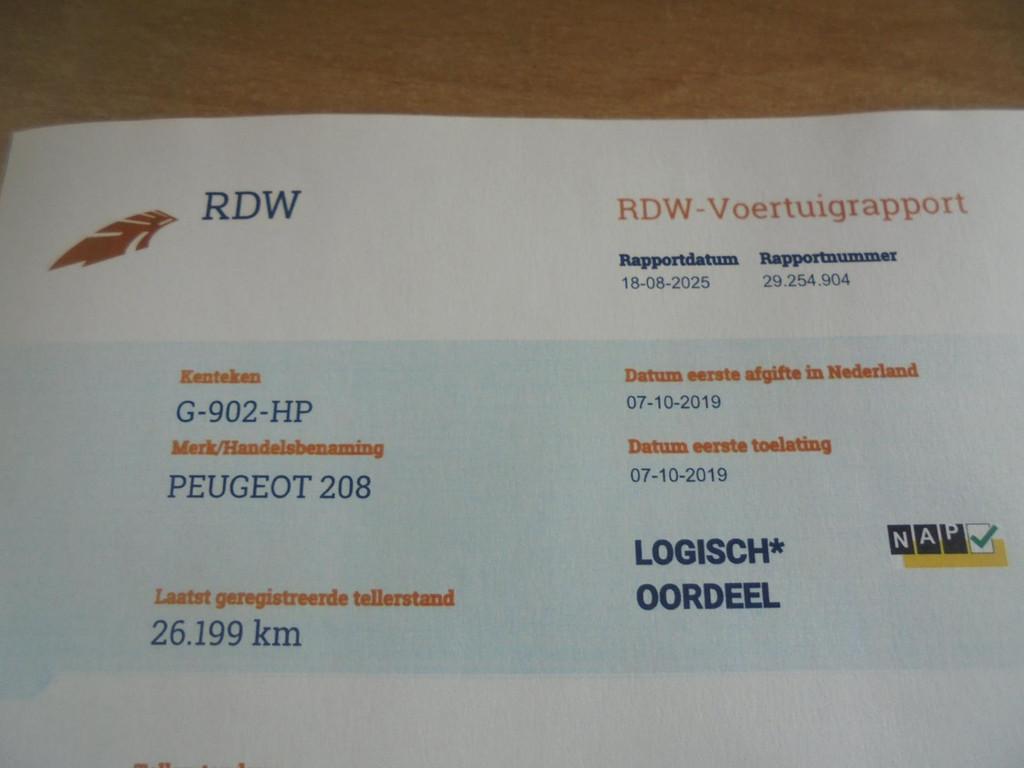 RDW
RDW-Voertuigrapport
Rapportdatum Rapportnummer
18-08-2025 29.254.904
Kenteken
G-902-HP
Merk/Handelsbenaming
PEUGEOT 208
Laatst geregistreerde tellerstand
26.199 km
Datum eerste afgifte in Nederland
07-10-2019
Datum eerste toelating
07-10-2019
LOGISCH*
OORDEEL
NAP